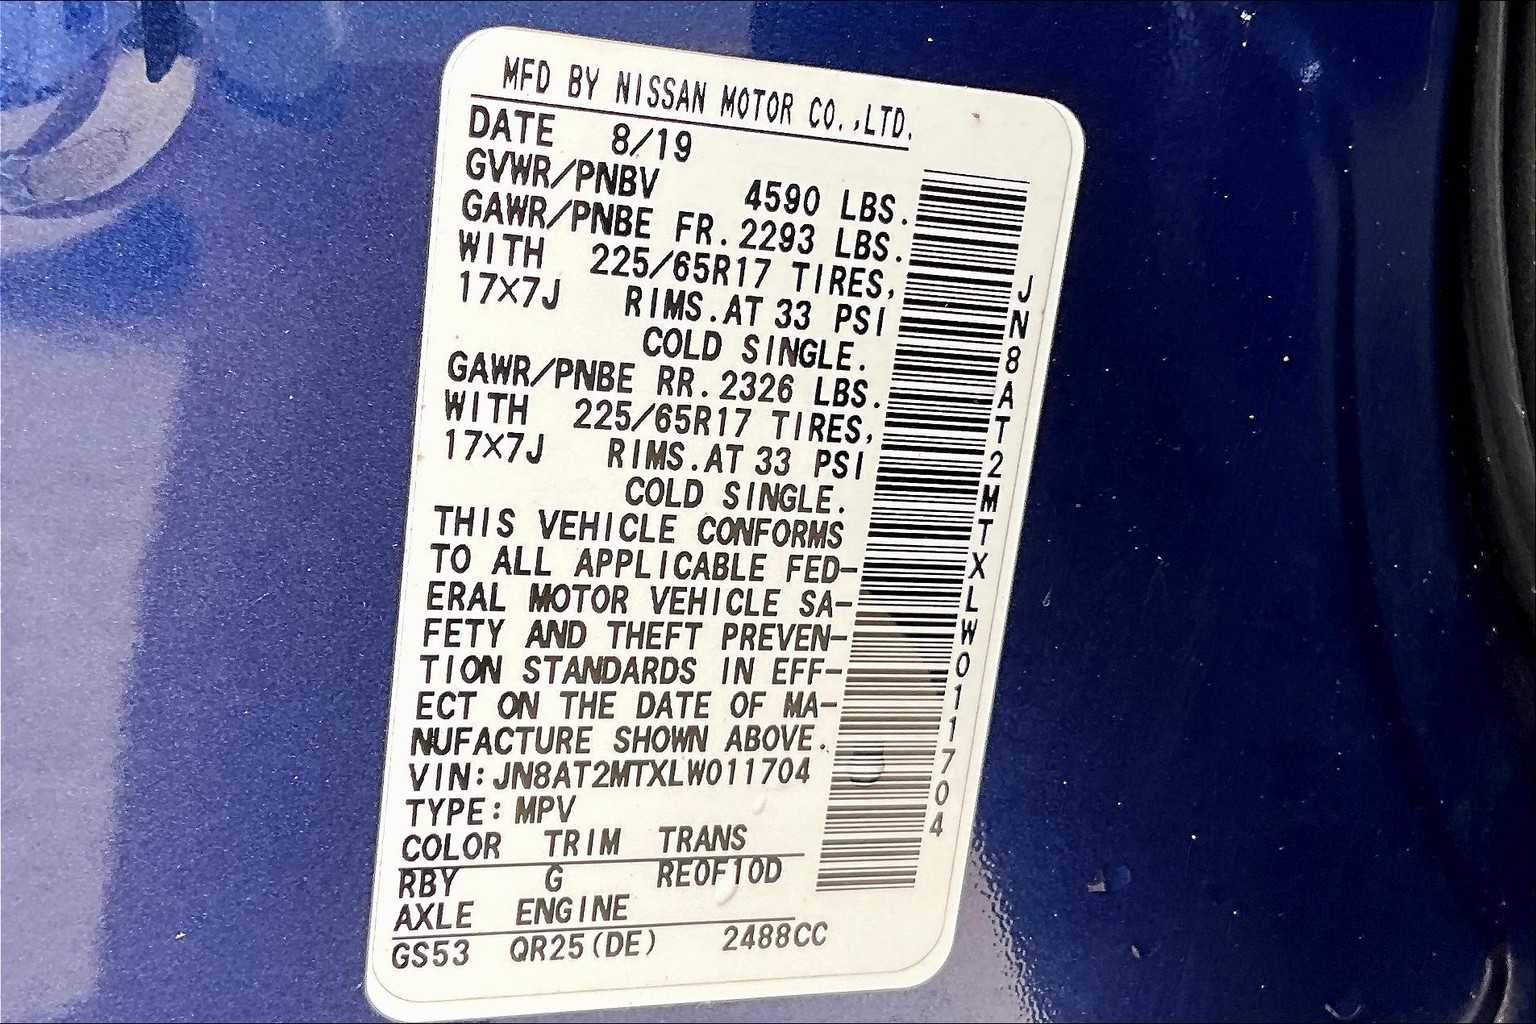 MFD BY NISSAN MOTOR CO.,LTD.
DATE 8/19
GVWR/PNBV 4590 LBS.
GAWR/PNBE FR. 2293 LBS.
WITH 225/65R17 TIRES,
17×7J RIMS.AT 33 PSI
COLD SINGLE.
GAWR/PNBE RR. 2326 LBS.
WITH 225/65R17 TIRES,
17×7J RIMS.AT 33 PSI
COLD SINGLE.
THIS VEHICLE CONFORMS
TO ALL APPLICABLE FED-
ERAL MOTOR VEHICLE SA-
FETY AND THEFT PREVEN-
TION STANDARDS IN EFF-
ECT ON THE DATE OF MA-
NUFACTURE SHOWN ABOVE.
VIN:JN8AT2MTXLW011704
TYPE:MPV
COLOR TRIM TRANS
RBY G RE0F10D
AXLE ENGINE
GS53 QR25(DE) 2488CC
JN8AT2MTXLW011704